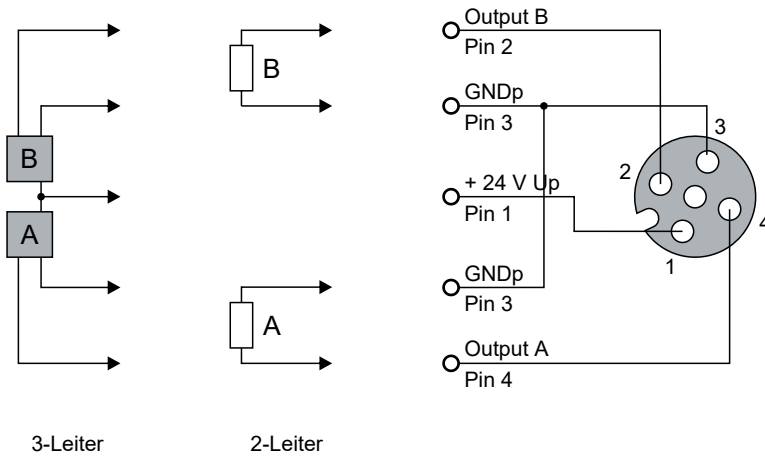 Output B
Pin 2
B
B
GNDp
Pin 3
3
2
+ 24 V Up
Pin 1
A
4
1
GNDp
Pin 3
A
Output A
Pin 4
3-Leiter
2-Leiter